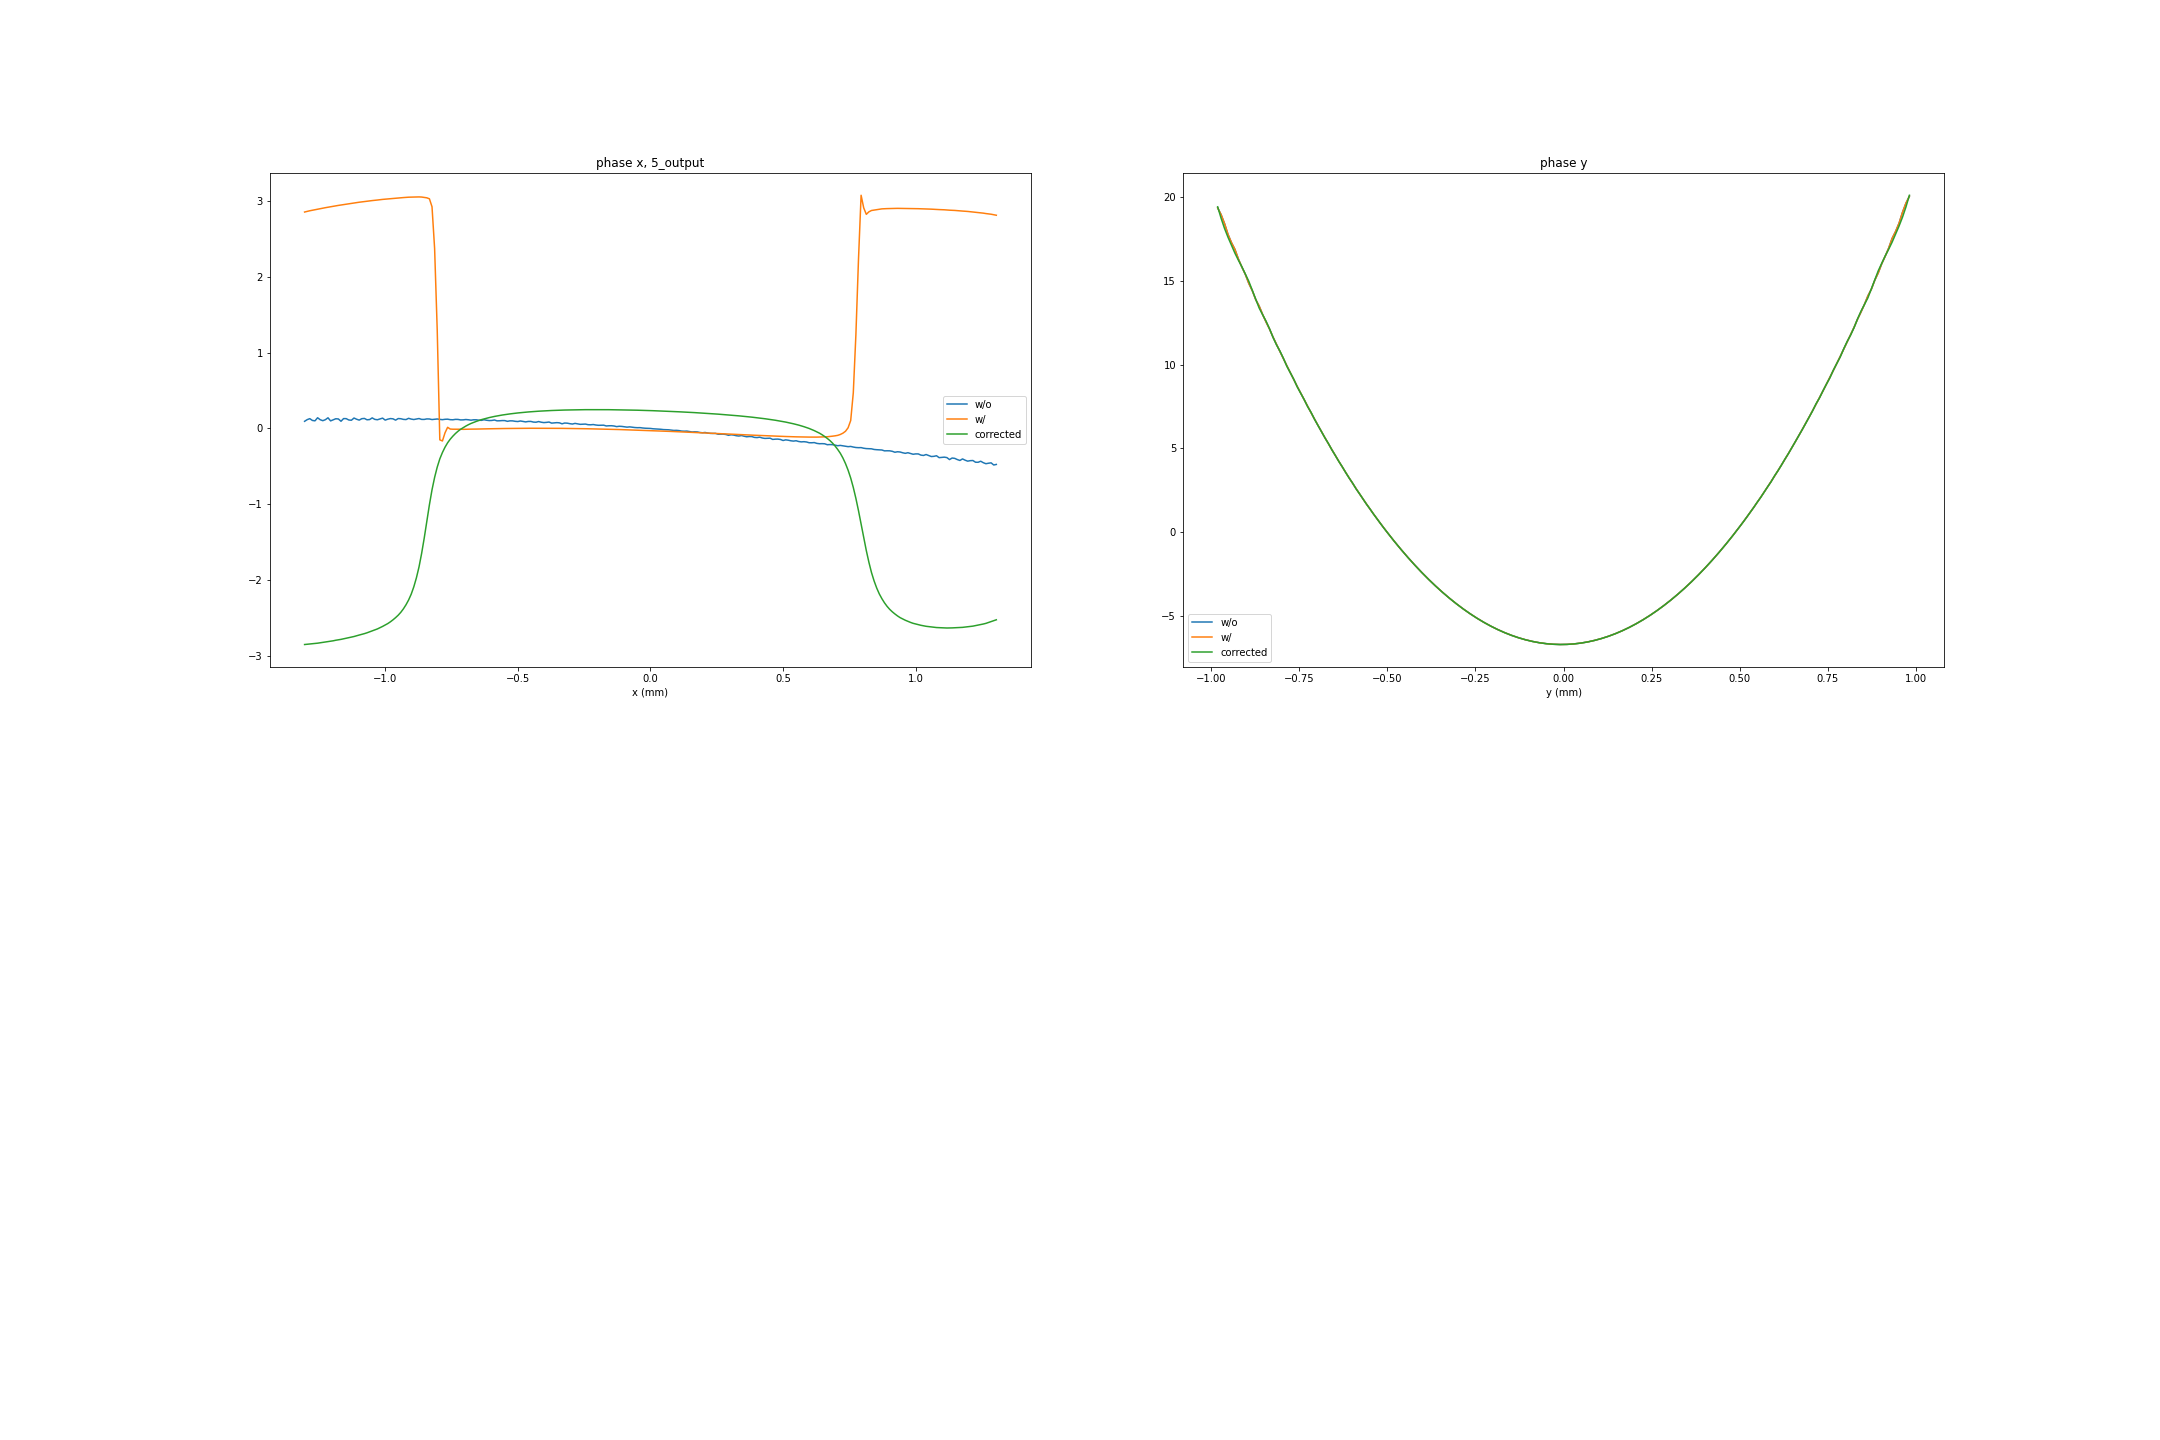 phase x, 5_output
3
2
1
0
−1
−2
−3
w/o
w/
corrected
−1.0 −0.5 0.0 0.5 1.0
x (mm)
phase y
20
15
10
5
0
−5
w/o
w/
corrected
−1.00 −0.75 −0.50 −0.25 0.00 0.25 0.50 0.75 1.00
y (mm)